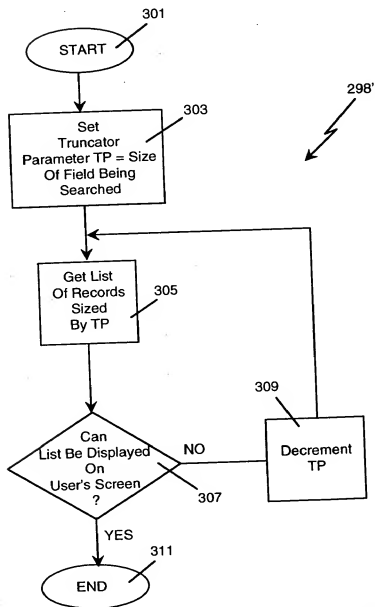 301
START
298'
303
Set
Truncator
Parameter TP = Size
Of Field Being
Searched
Get List
Of Records
Sized
By TP
305
309
Decrement
TP
Can
List Be Displayed
On
User's Screen
?
NO
307
YES
311
END